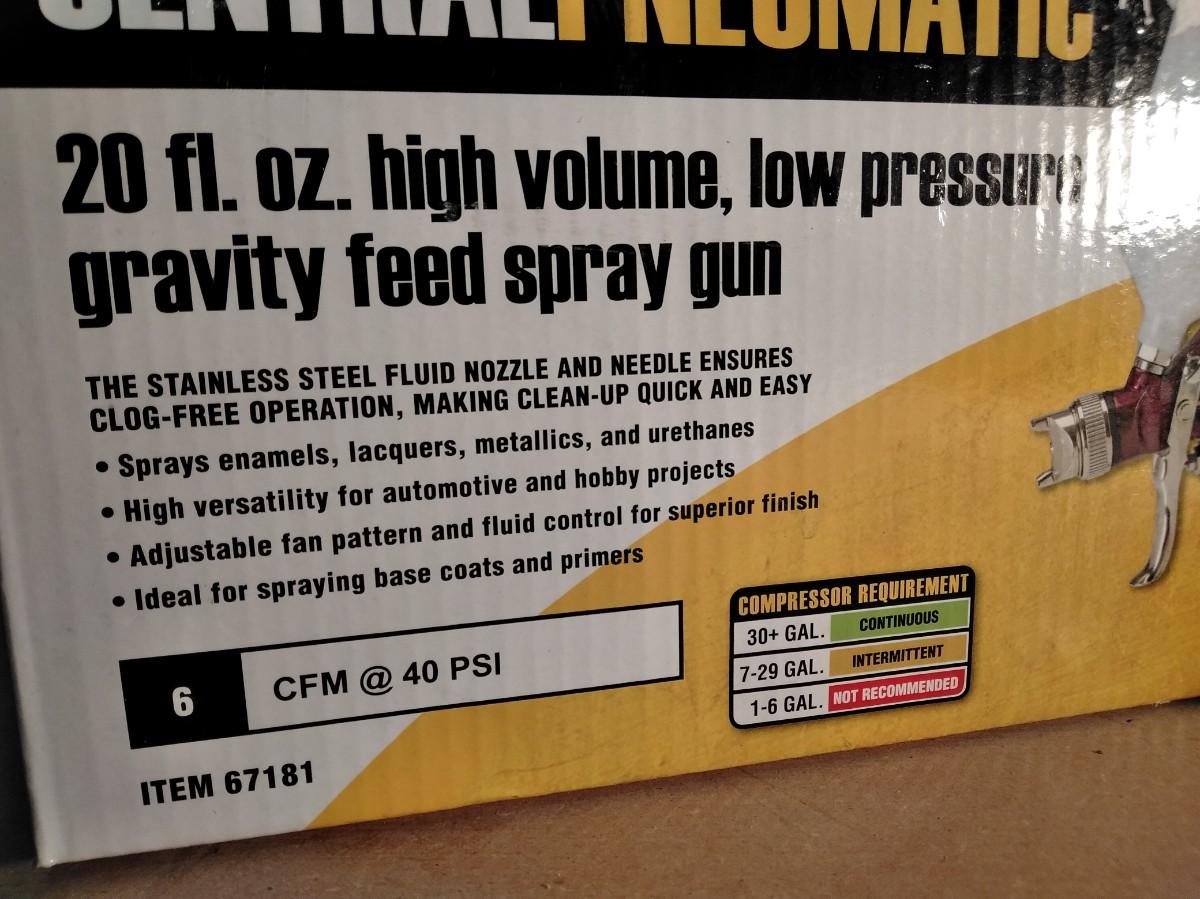 CENTRALPNEUMATIC
20 fl. oz. high volume, low pressure
gravity feed spray gun
THE STAINLESS STEEL FLUID NOZZLE AND NEEDLE ENSURES
CLOG-FREE OPERATION, MAKING CLEAN-UP QUICK AND EASY
• Sprays enamels, lacquers, metallics, and urethanes
• High versatility for automotive and hobby projects
• Adjustable fan pattern and fluid control for superior finish
• Ideal for spraying base coats and primers
6 CFM @ 40 PSI
ITEM 67181
COMPRESSOR REQUIREMENT
30+ GAL. CONTINUOUS
7-29 GAL. INTERMITTENT
1-6 GAL. NOT RECOMMENDED